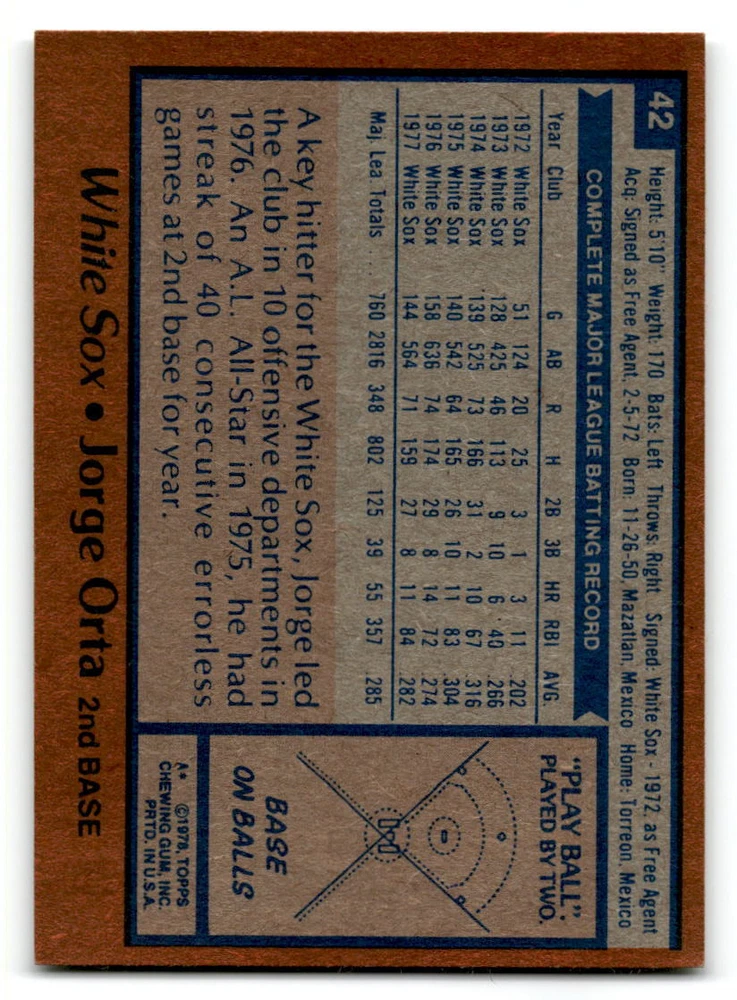 42
Height: 5'10" Weight: 170 Bats: Left Throws: Right Signed: White Sox - 1972, as Free Agent
Acq: Signed as Free Agent, 2-5-72 Born: 11-26-50, Mazatlan, Mexico Home: Torreon, Mexico
COMPLETE MAJOR LEAGUE BATTING RECORD
Year Club G AB R H 2B 3B HR RBI AVG
1972 White Sox 51 124 20 25 3 1 3 11 .202
1973 White Sox 128 425 46 113 9 10 6 40 .266
1974 White Sox 139 525 73 166 31 2 10 67 .316
1975 White Sox 140 542 64 165 26 10 11 83 .304
1976 White Sox 158 636 74 174 29 8 14 72 .274
1977 White Sox 144 564 71 159 27 8 11 84 .282
Maj. Lea Totals ... 760 2816 348 802 125 39 55 357 .285
A key hitter for the White Sox, Jorge led
the club in 10 offensive departments in
1976. An A.L. All-Star in 1975, he had
streak of 40 consecutive errorless
games at 2nd base for year.
"PLAY BALL":
PLAYED BY TWO.
BASE
ON BALLS
A* ©1978, TOPPS
CHEWING GUM, INC.
PRTD. IN U.S.A.
White Sox • Jorge Orta 2nd BASE